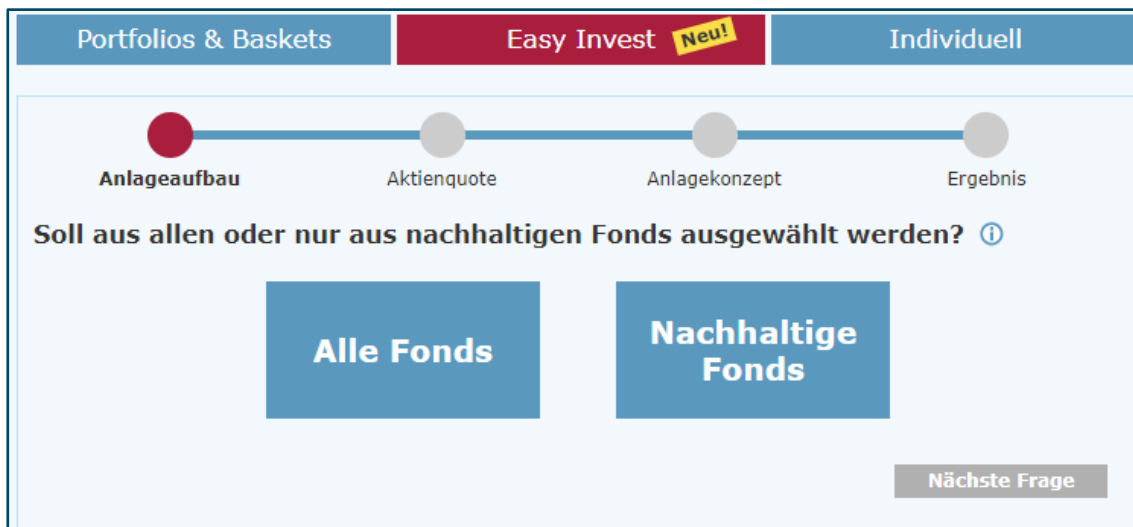 Portfolios & Baskets
Easy Invest Neu!
Individuell
Anlageaufbau
Aktienquote
Anlagekonzept
Ergebnis
Soll aus allen oder nur aus nachhaltigen Fonds ausgewählt werden?
Alle Fonds
Nachhaltige
Fonds
Nächste Frage